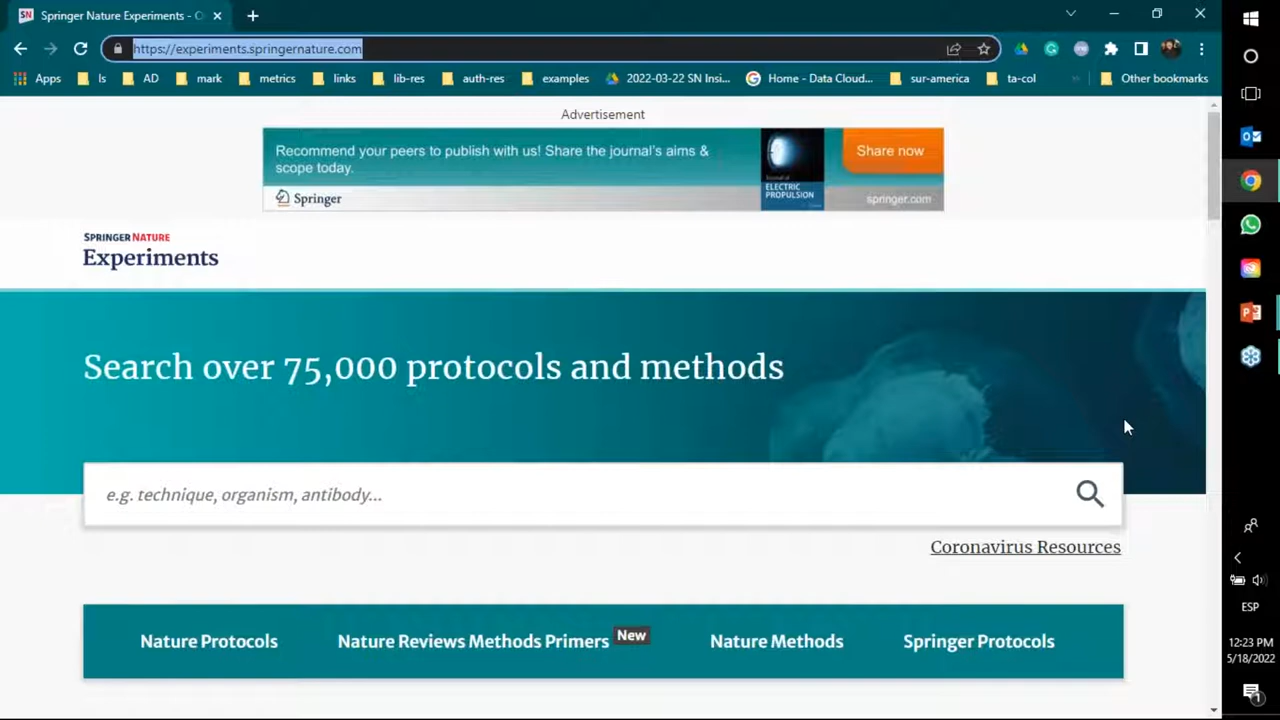 Springer Nature Experiments - O
https://experiments.springernature.com
Apps
ls
AD
mark
metrics
links
lib-res
auth-res
examples
2022-03-22 SN Insi...
Home - Data Cloud...
sur-america
ta-col
»
Other bookmarks
Advertisement
Recommend your peers to publish with us! Share the journal's aims &
scope today.
Springer
ELECTRIC
PROPULSION
Share now
springer.com
SPRINGER NATURE
Experiments
Search over 75,000 protocols and methods
e.g. technique, organism, antibody...
Coronavirus Resources
Nature Protocols
Nature Reviews Methods Primers New
Nature Methods
Springer Protocols
ESP
12:23 PM
5/18/2022
1